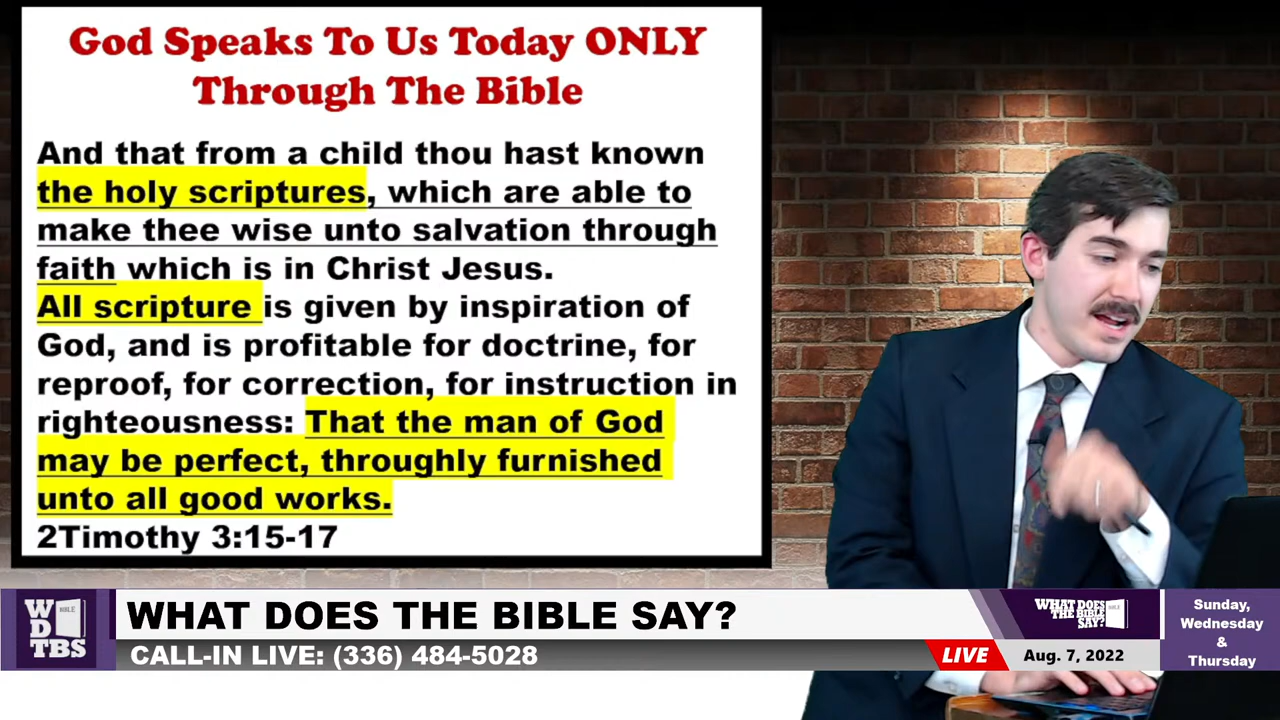 God Speaks To Us Today ONLY
Through The Bible
And that from a child thou hast known
the holy scriptures, which are able to
make thee wise unto salvation through
faith which is in Christ Jesus.
All scripture is given by inspiration of
God, and is profitable for doctrine, for
reproof, for correction, for instruction in
righteousness: That the man of God
may be perfect, throughly furnished
unto all good works.
2Timothy 3:15-17
W
D
TBS
BIBLE
WHAT DOES THE BIBLE SAY?
CALL-IN LIVE: (336) 484-5028
WHAT DOES
THE BIBLE
SAY?
LIVE
Aug. 7, 2022
Sunday,
Wednesday
&
Thursday